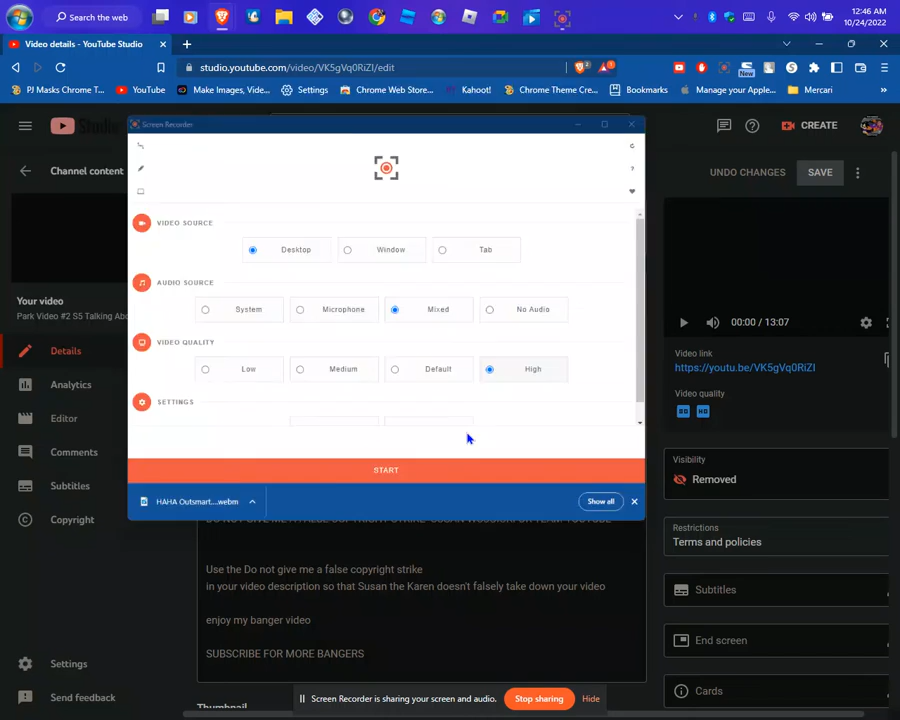 Search the web
12:46 AM
10/24/2022
Video details - YouTube Studio
studio.youtube.com/video/VK5gVq0RiZI/edit
2
1
PJ Masks Chrome T...
YouTube
Make Images, Vide...
Settings
Chrome Web Store...
Kahoot!
Chrome Theme Cre...
Bookmarks
New
Manage your Apple...
Mercari
Studio
CREATE
Screen Recorder
Channel content
UNDO CHANGES
SAVE
VIDEO SOURCE
Desktop
Window
Tab
AUDIO SOURCE
System
Microphone
Mixed
No Audio
VIDEO QUALITY
Low
Medium
Default
High
SETTINGS
START
HAHA Outsmart....webm
Show all
Your video
Park Video #2 S5 Talking Abo
Details
Analytics
Editor
Comments
Subtitles
Copyright
Settings
Send feedback
00:00 / 13:07
Video link
https://youtu.be/VK5gVq0RiZI
Video quality
SD HD
Visibility
Removed
Restrictions
Terms and policies
Subtitles
End screen
Cards
Use the Do not give me a false copyright strike
in your video description so that Susan the Karen doesn't falsely take down your video
enjoy my banger video
SUBSCRIBE FOR MORE BANGERS
Thumbnail
Screen Recorder is sharing your screen and audio.
Stop sharing
Hide